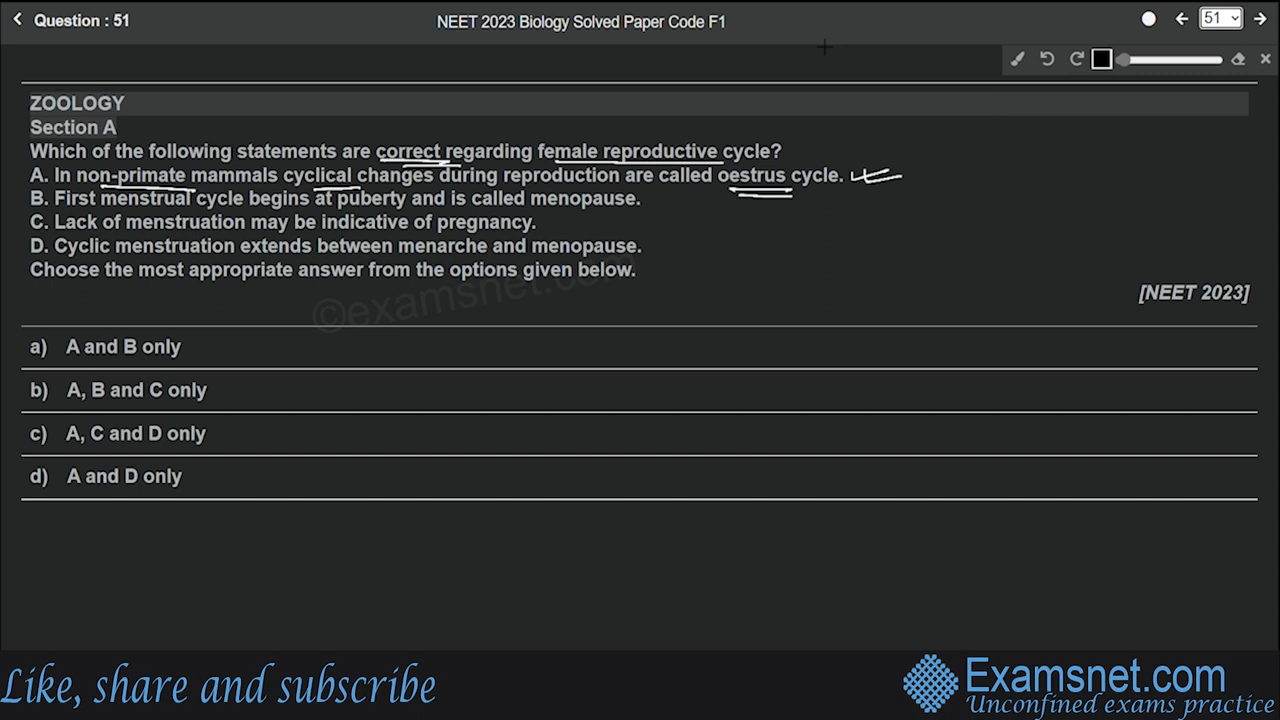 Question : 51
NEET 2023 Biology Solved Paper Code F1
51
ZOOLOGY
Section A
Which of the following statements are correct regarding female reproductive cycle?
A. In non-primate mammals cyclical changes during reproduction are called oestrus cycle.
B. First menstrual cycle begins at puberty and is called menopause.
C. Lack of menstruation may be indicative of pregnancy.
D. Cyclic menstruation extends between menarche and menopause.
Choose the most appropriate answer from the options given below.
©examsnet.com
[NEET 2023]
a) A and B only
b) A, B and C only
c) A, C and D only
d) A and D only
Like, share and subscribe
Examsnet.com
Unconfined exams practice